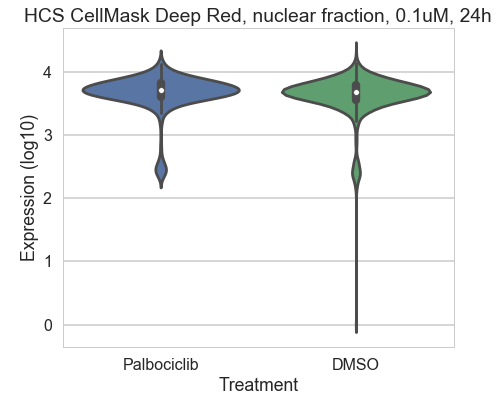 HCS CellMask Deep Red, nuclear fraction, 0.1uM, 24h
Expression (log10)
4
3
2
1
0
Palbociclib DMSO
Treatment